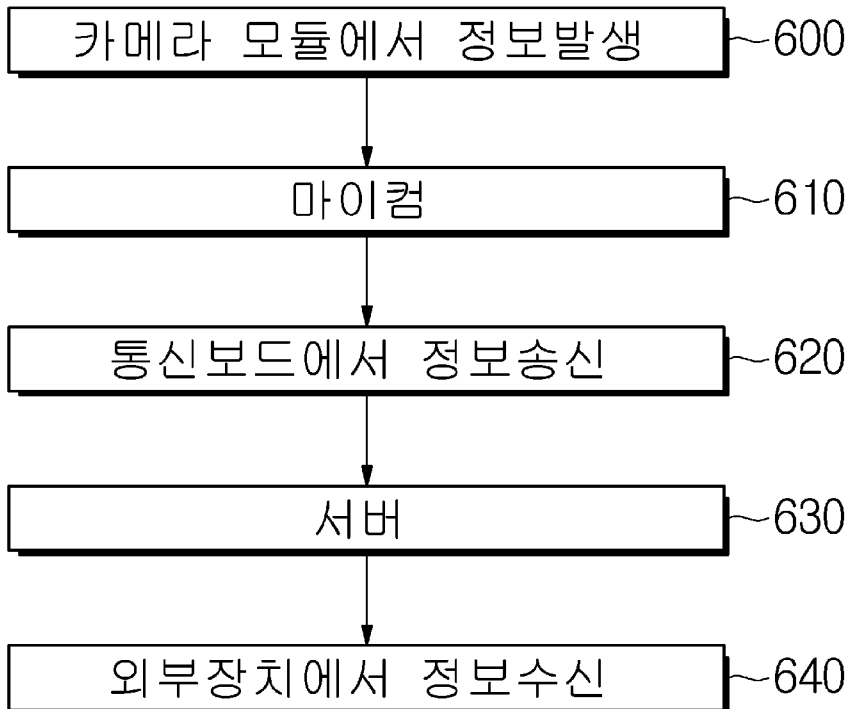 카메라 모듈에서 정보발생 600
마이컴 610
통신보드에서 정보송신 620
서버 630
외부장치에서 정보수신 640